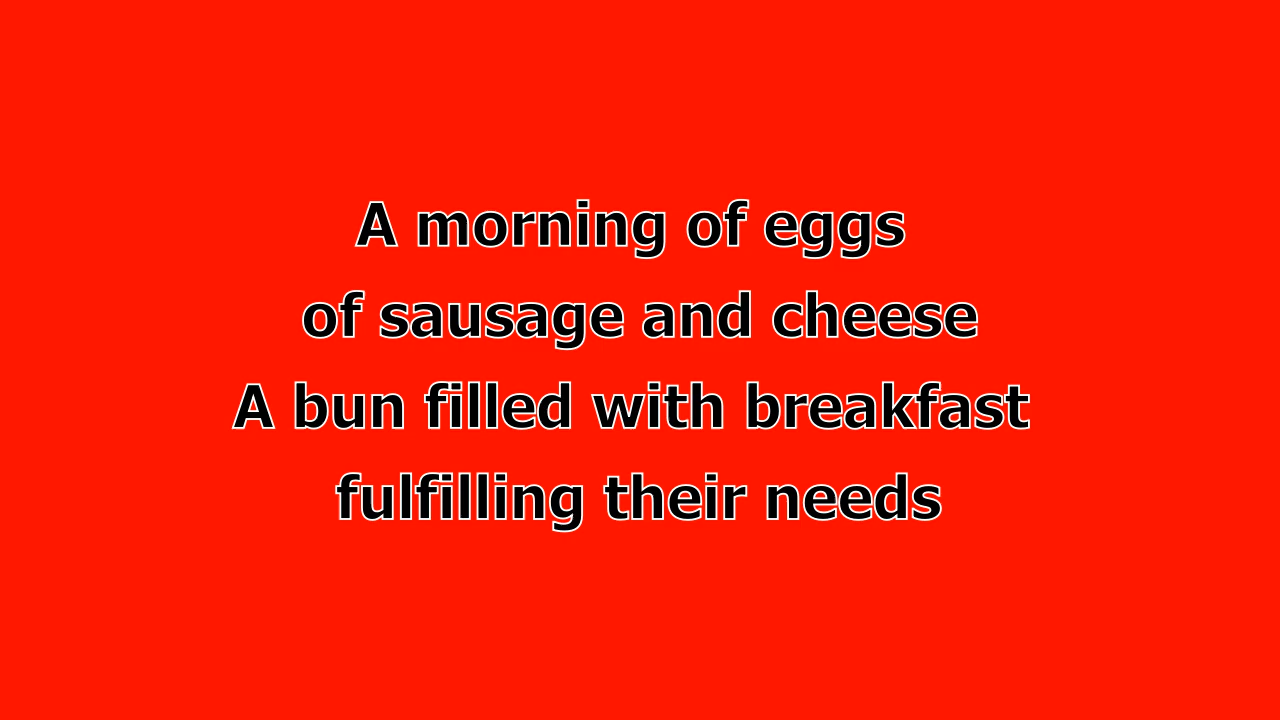 A morning of eggs
of sausage and cheese
A bun filled with breakfast
fulfilling their needs